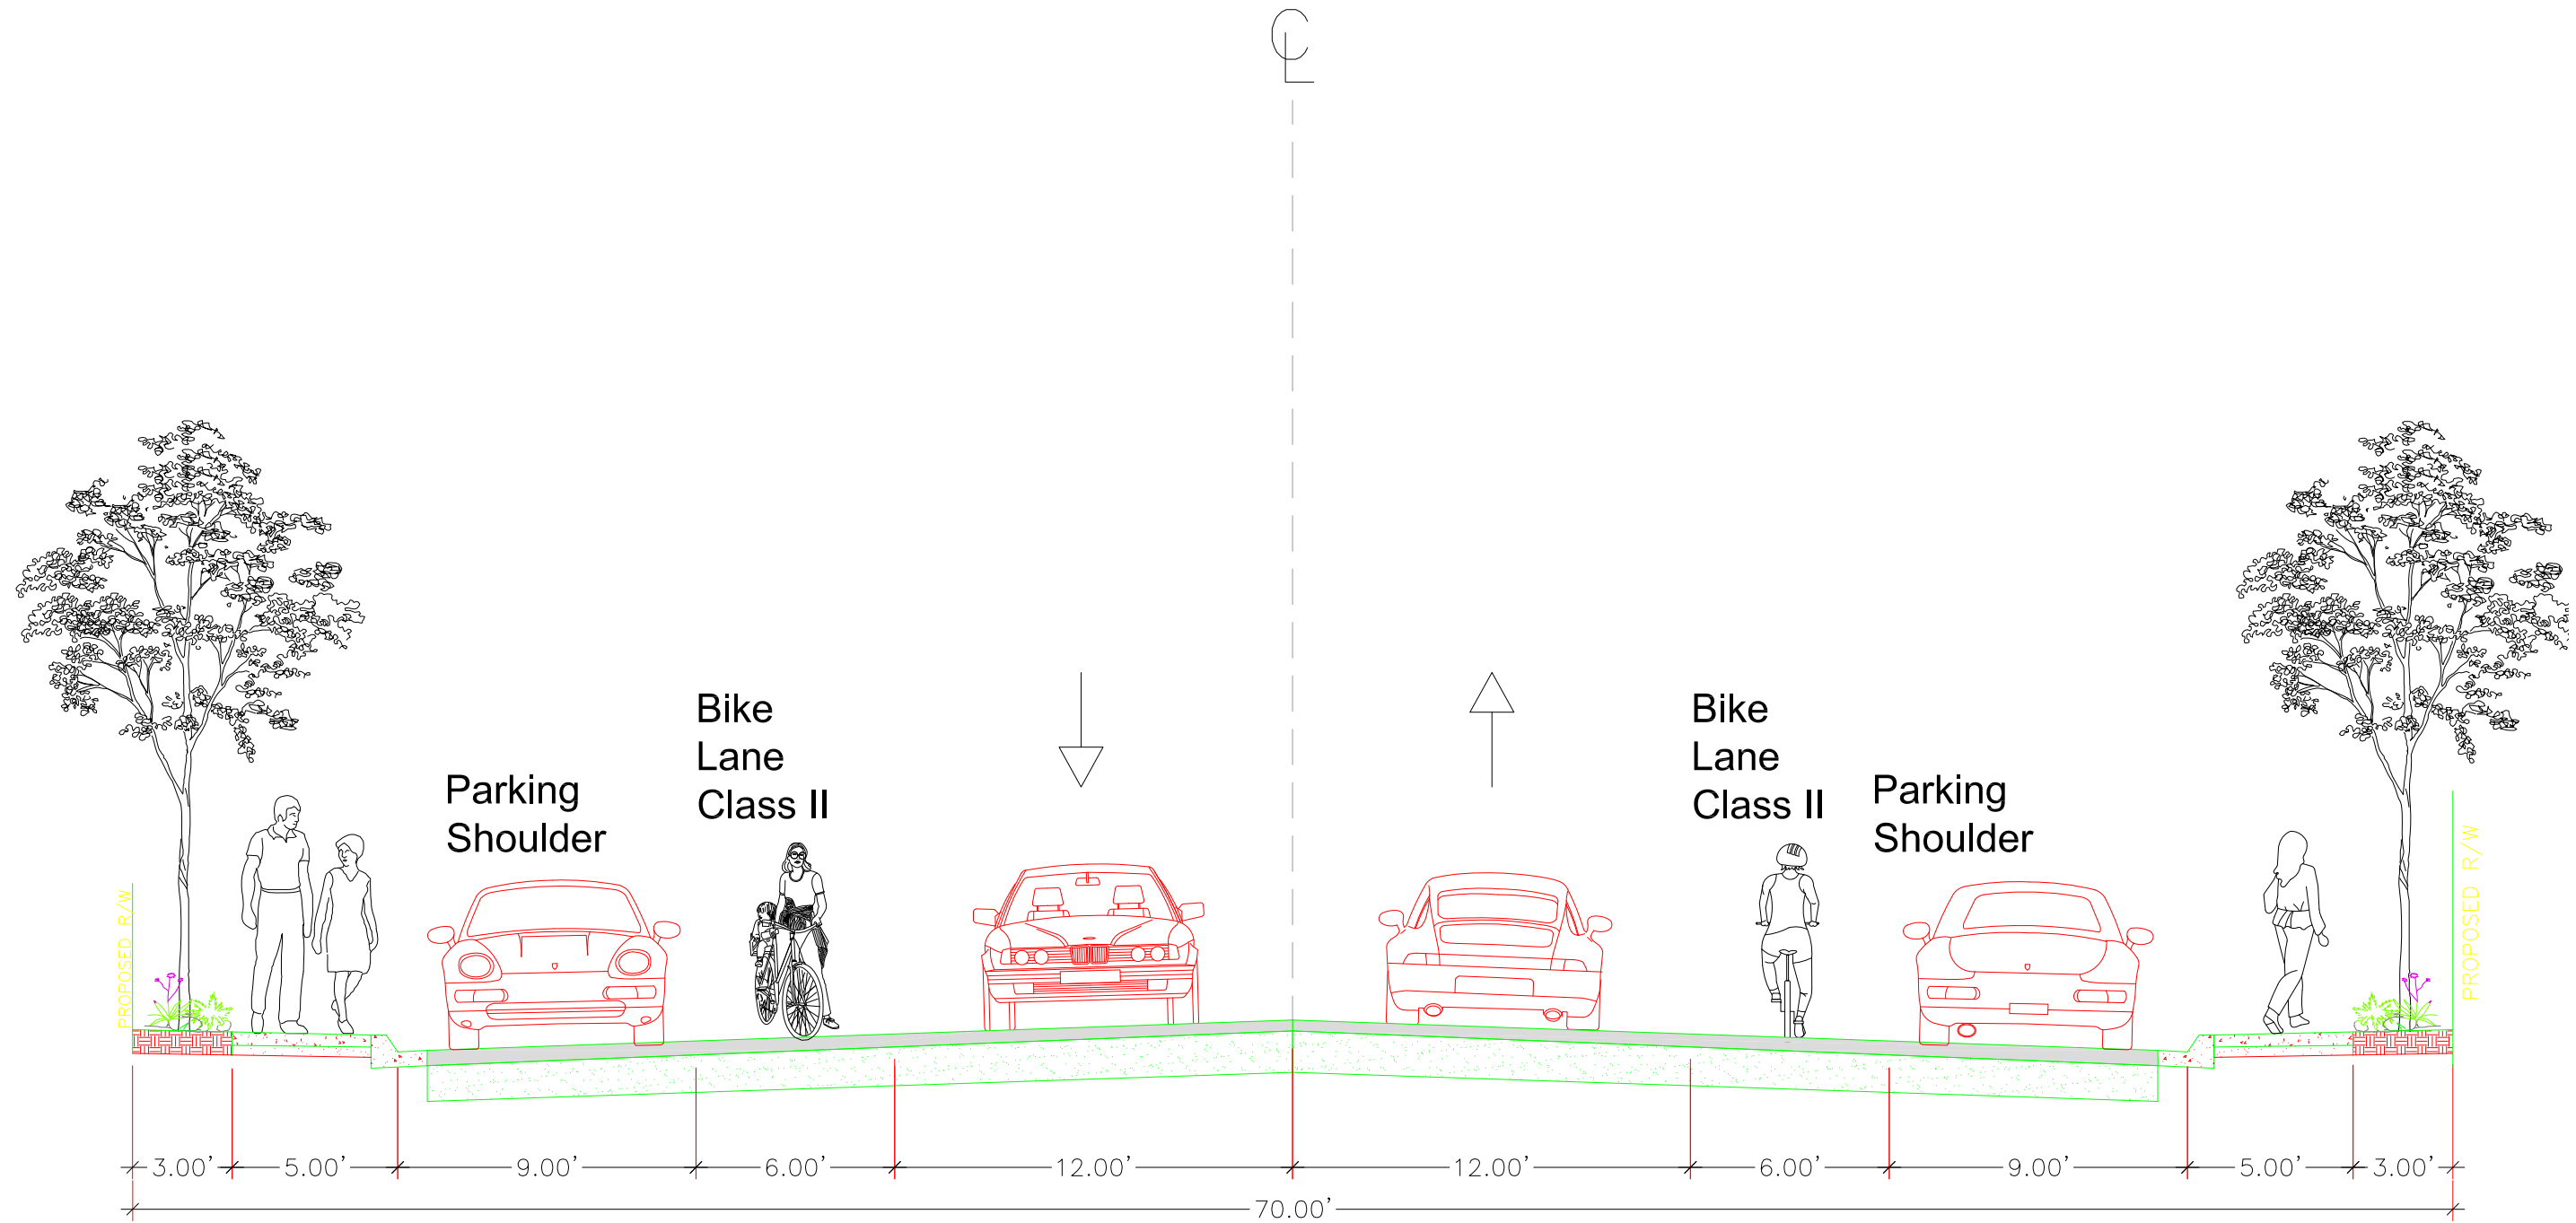 CL
Bike
Lane
Class II
Parking
Shoulder
Bike
Lane
Class II
Parking
Shoulder
PROPOSED R/W
PROPOSED R/W
3.00' 5.00' 9.00' 6.00' 12.00' 12.00' 6.00' 9.00' 5.00' 3.00'
70.00'